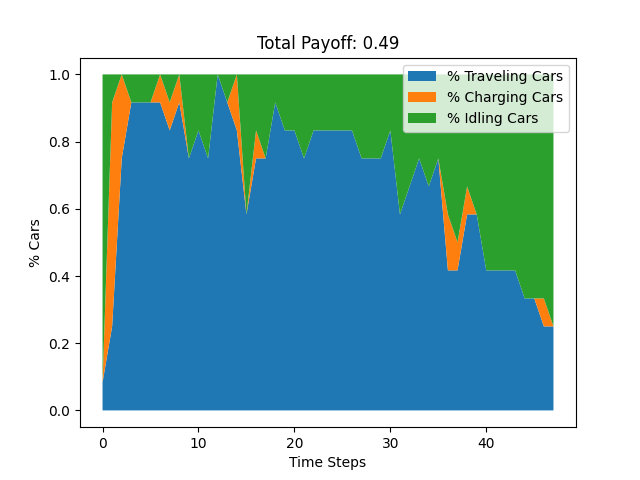 Total Payoff: 0.49
% Traveling Cars
% Charging Cars
% Idling Cars
1.0
0.8
0.6
0.4
0.2
0.0
% Cars
0
10
20
30
40
Time Steps